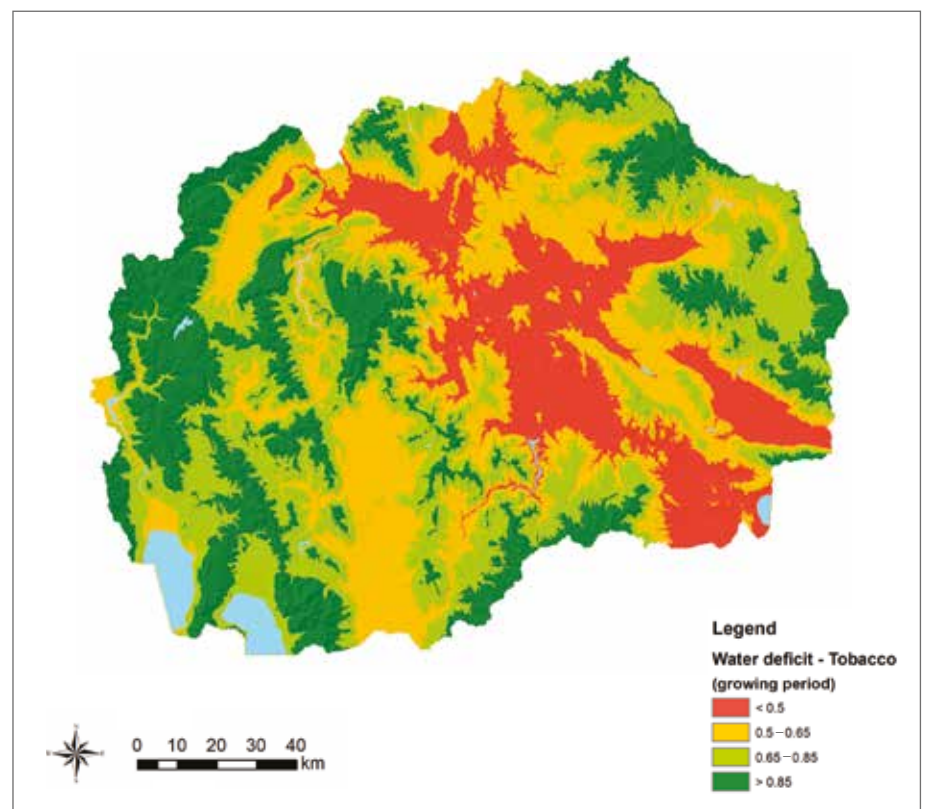 Legend
Water deficit - Tobacco
(growing period)
< 0.5
0.5–0.65
0.65–0.85
> 0.85
0 10 20 30 40
km